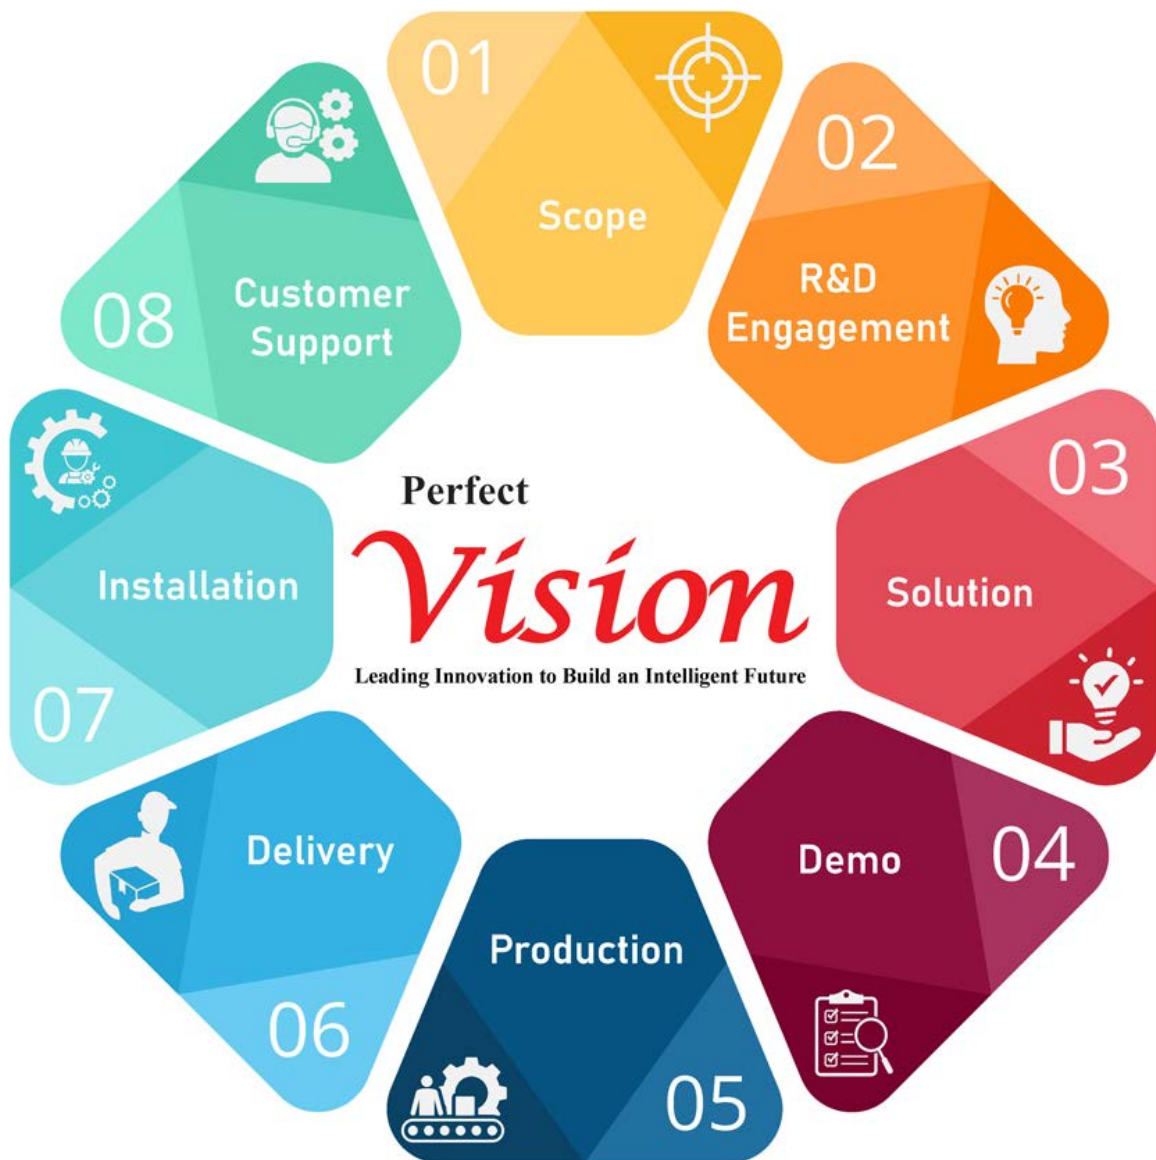 01
Scope
02
R&D
Engagement
03
Solution
04
Demo
05
Production
06
Delivery
07
Installation
08
Customer
Support
Perfect
Vision
Leading Innovation to Build an Intelligent Future